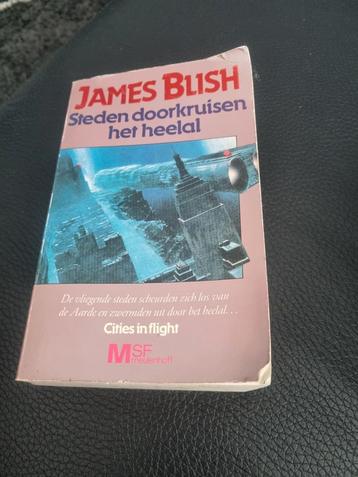 JAMES BLISH
Steden doorkruisen
het heelal
De vliegende steden scheurden zich los van
de Aarde en zwermden uit door het heelal...
Cities in flight
MSF
meulenhoff